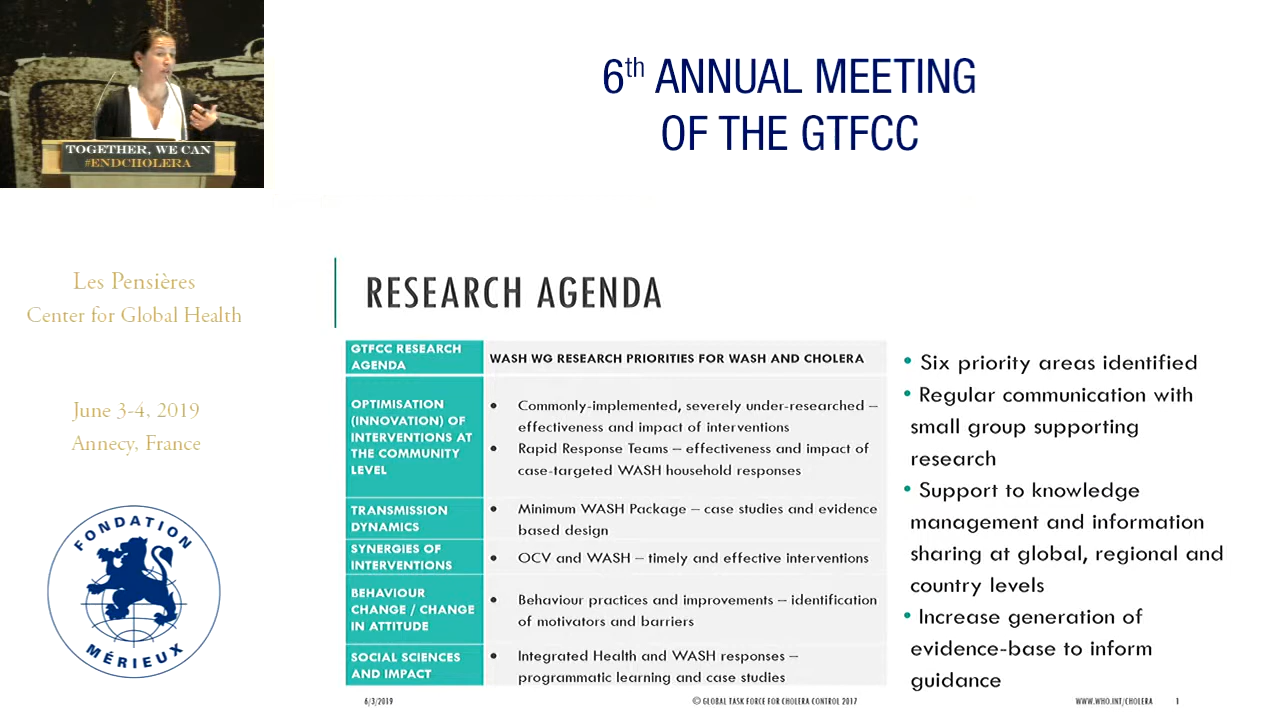 TOGETHER, WE CAN
#ENDCHOLERA
6th ANNUAL MEETING
OF THE GTFCC
Les Pensières
Center for Global Health
June 3-4, 2019
Annecy, France
FONDATION
MÉRIEUX
RESEARCH AGENDA
GTFCC RESEARCH
AGENDA
WASH WG RESEARCH PRIORITIES FOR WASH AND CHOLERA
OPTIMISATION
(INNOVATION) OF
INTERVENTIONS AT
THE COMMUNITY
LEVEL
• Commonly-implemented, severely under-researched –
effectiveness and impact of interventions
• Rapid Response Teams – effectiveness and impact of
case-targeted WASH household responses
TRANSMISSION
DYNAMICS
• Minimum WASH Package – case studies and evidence
based design
SYNERGIES OF
INTERVENTIONS
• OCV and WASH – timely and effective interventions
BEHAVIOUR
CHANGE / CHANGE
IN ATTITUDE
• Behaviour practices and improvements – identification
of motivators and barriers
SOCIAL SCIENCES
AND IMPACT
• Integrated Health and WASH responses –
programmatic learning and case studies
• Six priority areas identified
• Regular communication with
small group supporting
research
• Support to knowledge
management and information
sharing at global, regional and
country levels
• Increase generation of
evidence-base to inform
guidance
6/3/2019
© GLOBAL TASK FORCE FOR CHOLERA CONTROL 2017
WWW.WHO.INT/CHOLERA
1